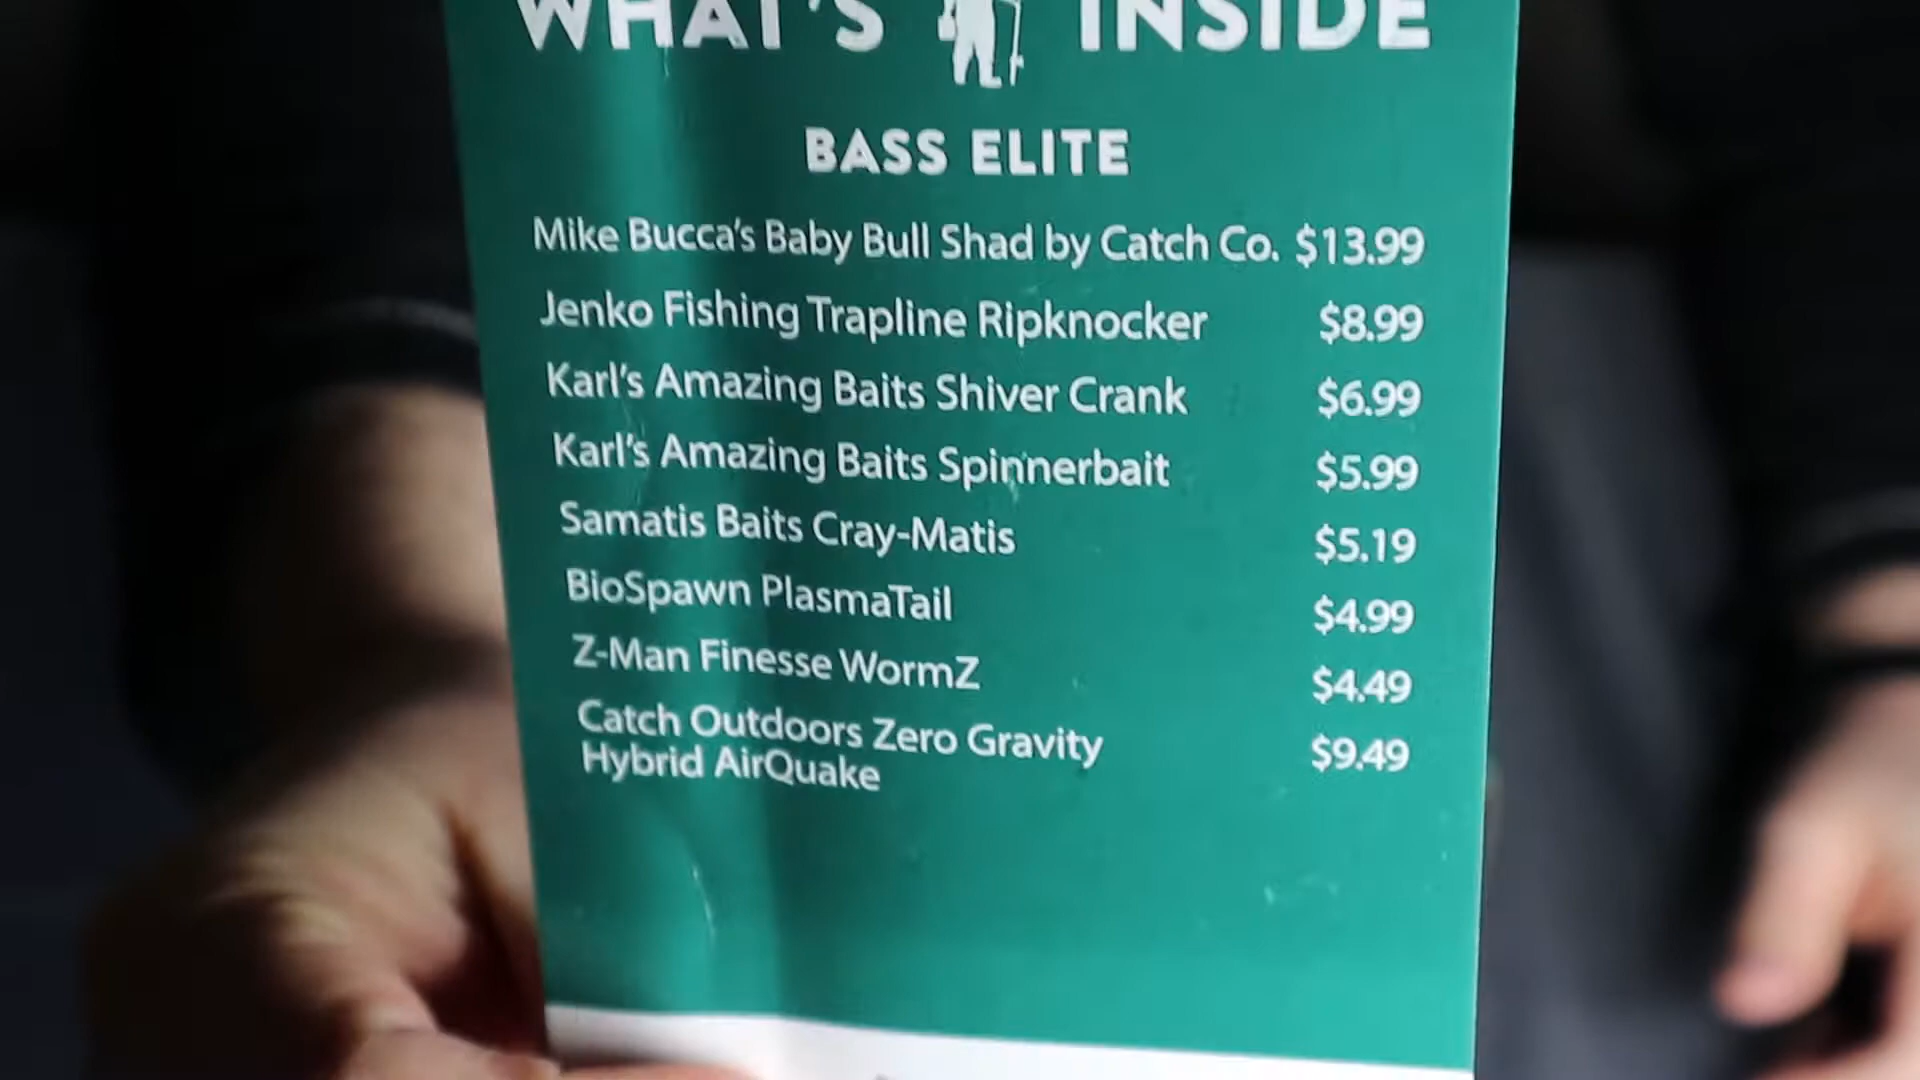 WHAT'S INSIDE
BASS ELITE
Mike Bucca's Baby Bull Shad by Catch Co. $13.99
Jenko Fishing Trapline Ripknocker $8.99
Karl's Amazing Baits Shiver Crank $6.99
Karl's Amazing Baits Spinnerbait $5.99
Samatis Baits Cray-Matis $5.19
BioSpawn PlasmaTail $4.99
Z-Man Finesse WormZ $4.49
Catch Outdoors Zero Gravity $9.49
Hybrid AirQuake